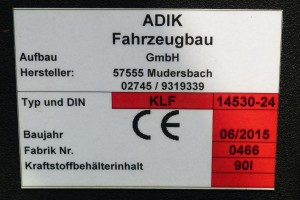 ADIK
Fahrzeugbau
Aufbau GmbH
Hersteller: 57555 Mudersbach
02745 / 9319339
Typ und DIN KLF 14530-24
CE
Baujahr 06/2015
Fabrik Nr. 0466
Kraftstoffbehälterinhalt 90l